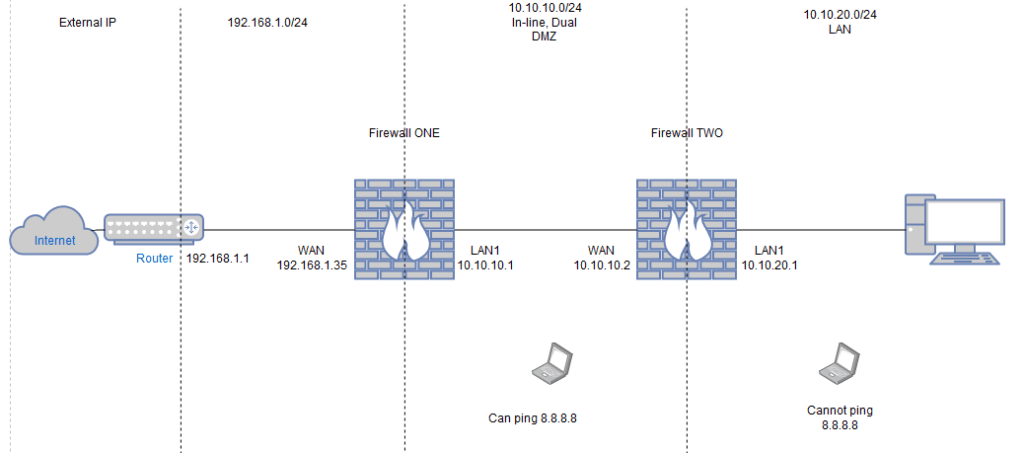 External IP
192.168.1.0/24
10.10.10.0/24
In-line, Dual
DMZ
10.10.20.0/24
LAN
Firewall ONE
Firewall TWO
Internet
Router
192.168.1.1
WAN
192.168.1.35
LAN1
10.10.10.1
WAN
10.10.10.2
LAN1
10.10.20.1
Can ping 8.8.8.8
Cannot ping
8.8.8.8